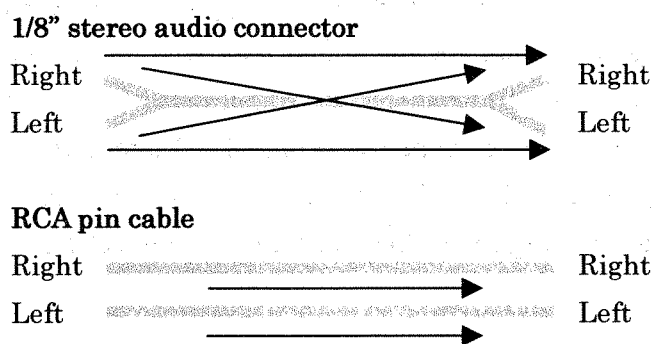 1/8” stereo audio connector
Right Right
Left Left
RCA pin cable
Right Right
Left Left